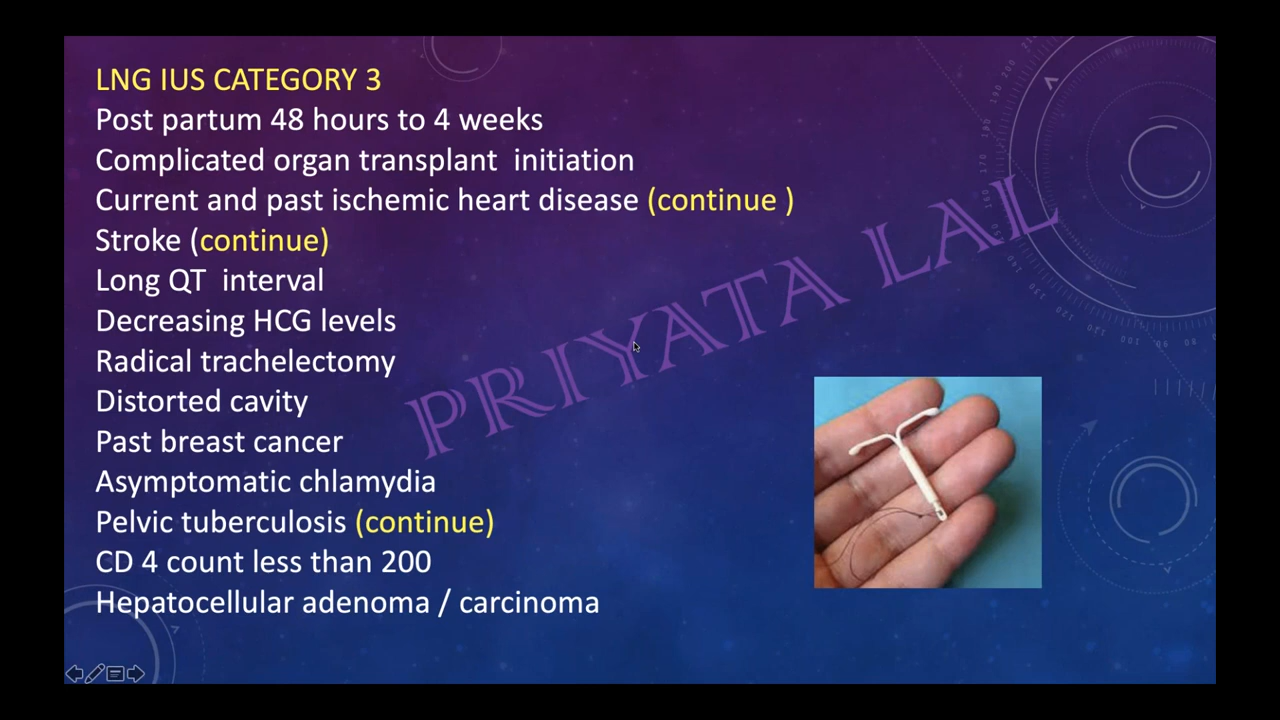 LNG IUS CATEGORY 3
Post partum 48 hours to 4 weeks
Complicated organ transplant  initiation
Current and past ischemic heart disease (continue )
Stroke (continue)
Long QT  interval
Decreasing HCG levels
Radical trachelectomy
Distorted cavity
Past breast cancer
Asymptomatic chlamydia
Pelvic tuberculosis (continue)
CD 4 count less than 200
Hepatocellular adenoma / carcinoma
PRIYATA LAL